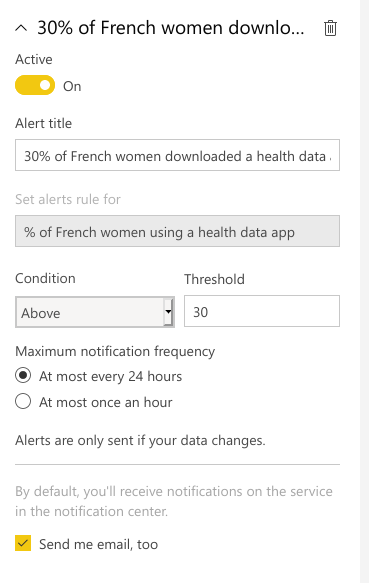 30% of French women downlo...
Active
On
Alert title
30% of French women downloaded a health data
Set alerts rule for
% of French women using a health data app
Condition
Threshold
Above
30
Maximum notification frequency
At most every 24 hours
At most once an hour
Alerts are only sent if your data changes.
By default, you'll receive notifications on the service
in the notification center.
Send me email, too